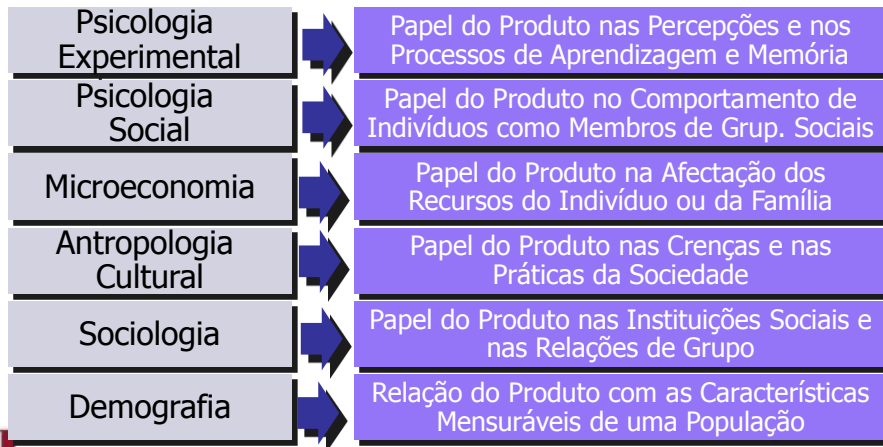 Psicologia
Experimental
Papel do Produto nas Percepções e nos
Processos de Aprendizagem e Memória
Psicologia
Social
Papel do Produto no Comportamento de
Indivíduos como Membros de Grup. Sociais
Microeconomia
Papel do Produto na Afectação dos
Recursos do Indivíduo ou da Família
Antropologia
Cultural
Papel do Produto nas Crenças e nas
Práticas da Sociedade
Sociologia
Papel do Produto nas Instituições Sociais e
nas Relações de Grupo
Demografia
Relação do Produto com as Características
Mensuráveis de uma População